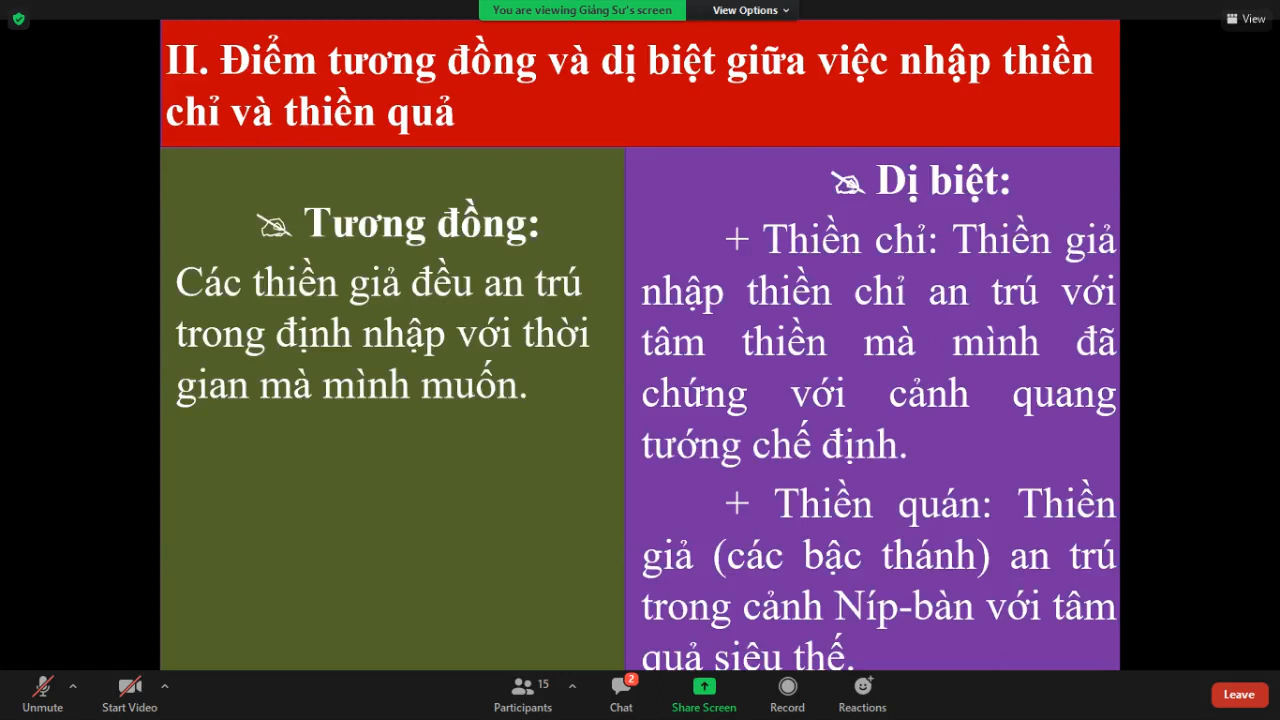 You are viewing Giảng Sư's screen
View Options
View
II. Điểm tương đồng và dị biệt giữa việc nhập thiền
chỉ và thiền quả
Tương đồng:
Các thiền giả đều an trú
trong định nhập với thời
gian mà mình muốn.
Dị biệt:
+ Thiền chỉ: Thiền giả
nhập thiền chỉ an trú với
tâm thiền mà mình đã
chứng với cảnh quang
tướng chế định.
+ Thiền quán: Thiền
giả (các bậc thánh) an trú
trong cảnh Níp-bàn với tâm
quả siêu thế.
Unmute
Start Video
15
Participants
2
Chat
Share Screen
Record
Reactions
Leave